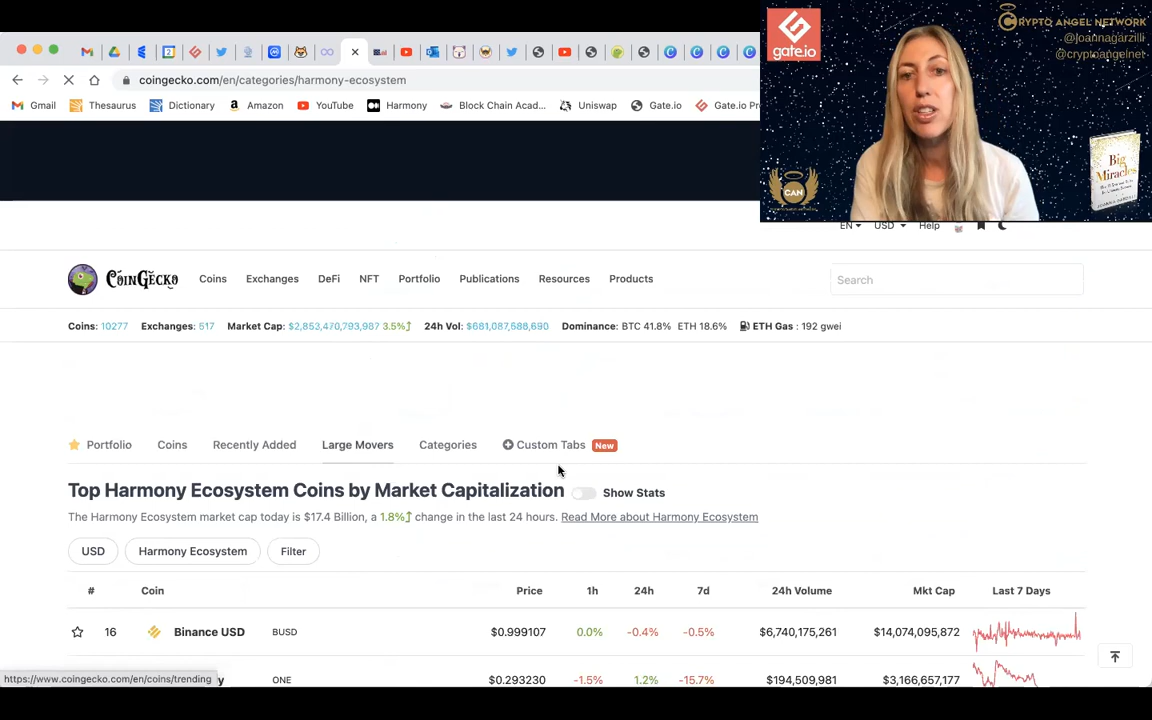 gate.io
CRYPTO ANGEL NETWORK
@joannagarzilli
@cryptoangelnet
Big
Miracles
CAN
coingecko.com/en/categories/harmony-ecosystem
Gmail Thesaurus Dictionary Amazon YouTube Harmony Block Chain Acad... Uniswap Gate.io Gate.io Pr
EN USD Help
COINGECKO Coins Exchanges DeFi NFT Portfolio Publications Resources Products Search
Coins: 10277 Exchanges: 517 Market Cap: $2,853,470,793,987 3.5% 24h Vol: $681,087,588,690 Dominance: BTC 41.8% ETH 18.6% ETH Gas : 192 gwei
Portfolio Coins Recently Added Large Movers Categories Custom Tabs New
Top Harmony Ecosystem Coins by Market Capitalization Show Stats
The Harmony Ecosystem market cap today is $17.4 Billion, a 1.8% change in the last 24 hours. Read More about Harmony Ecosystem
USD Harmony Ecosystem Filter
# Coin Price 1h 24h 7d 24h Volume Mkt Cap Last 7 Days
16 Binance USD BUSD $0.999107 0.0% -0.4% -0.5% $6,740,175,261 $14,074,095,872
https://www.coingecko.com/en/coins/trending y ONE $0.293230 -1.5% 1.2% -15.7% $194,509,981 $3,166,657,177